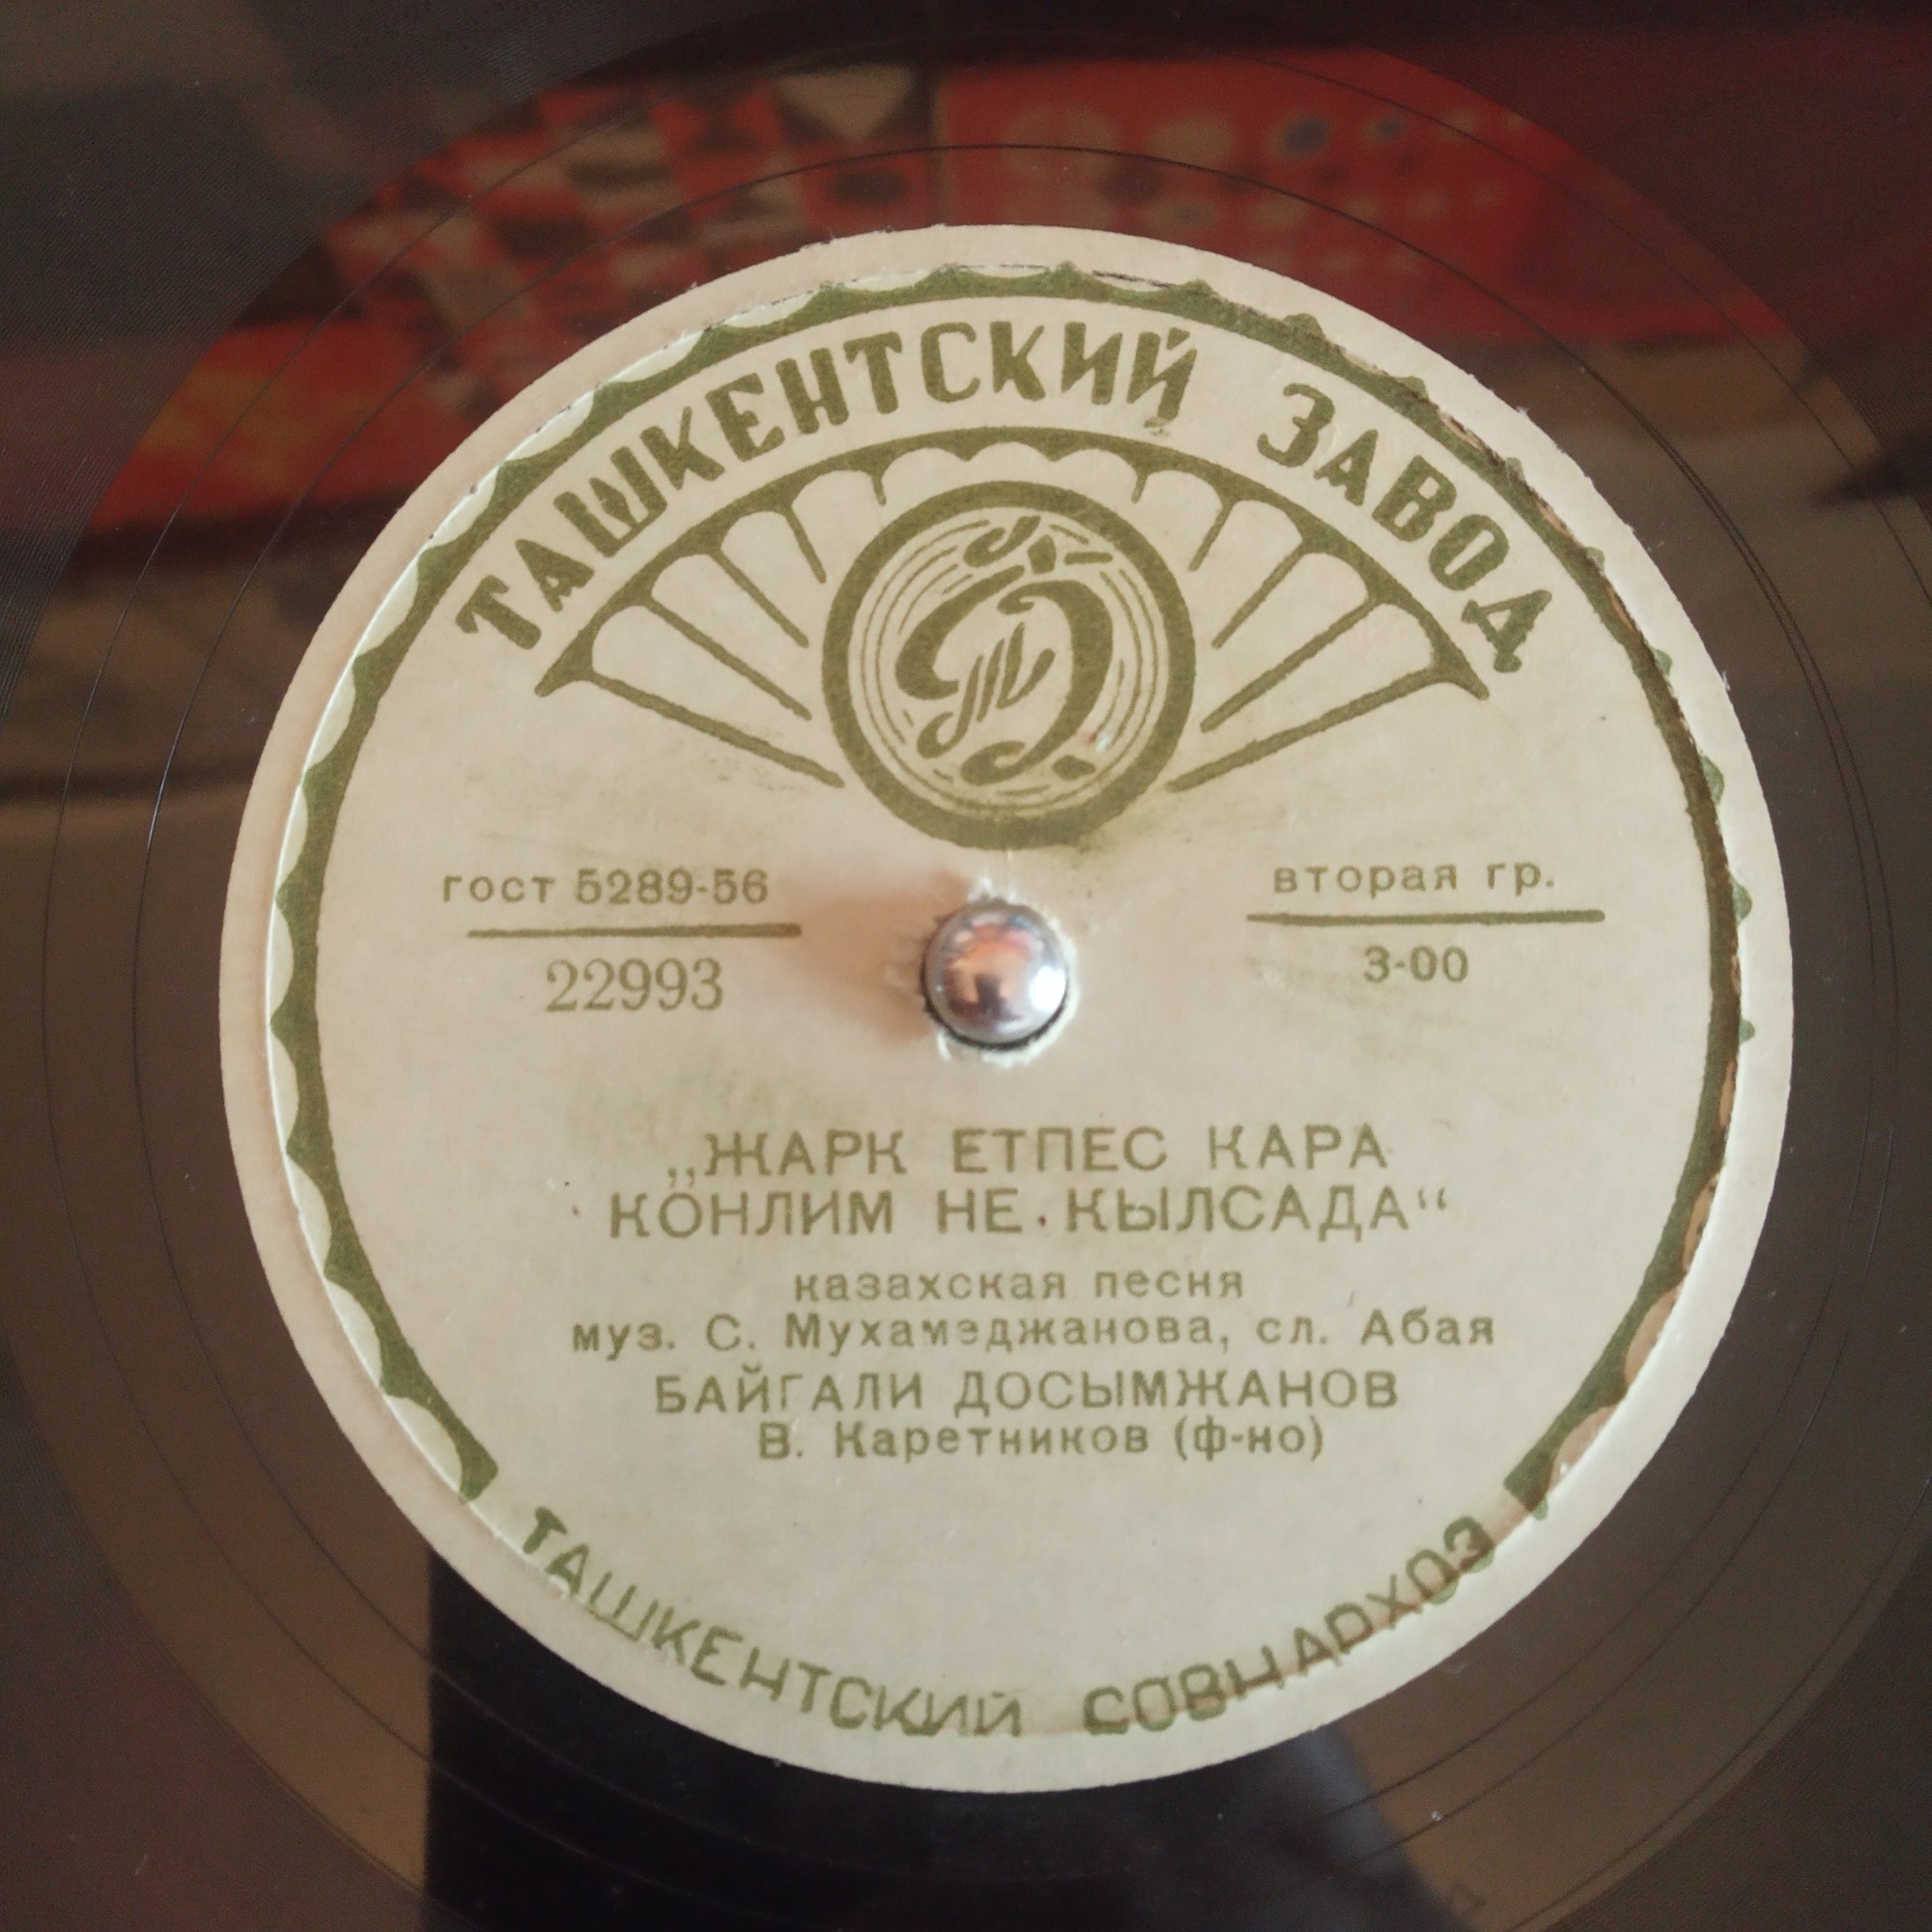 ТАШКЕНТСКИЙ ЗАВОД
гост 5289-56
22993
вторая гр.
3-00
„ЖАРК ЕТПЕС КАРА
КОНЛИМ НЕ КЫЛСАДА“
казахская песня
муз. С. Мухамеджанова, сл. Абая
БАЙГАЛИ ДОСЫМЖАНОВ
В. Каретников (ф-но)
ТАШКЕНТСКИЙ СОВНАРХОЗ